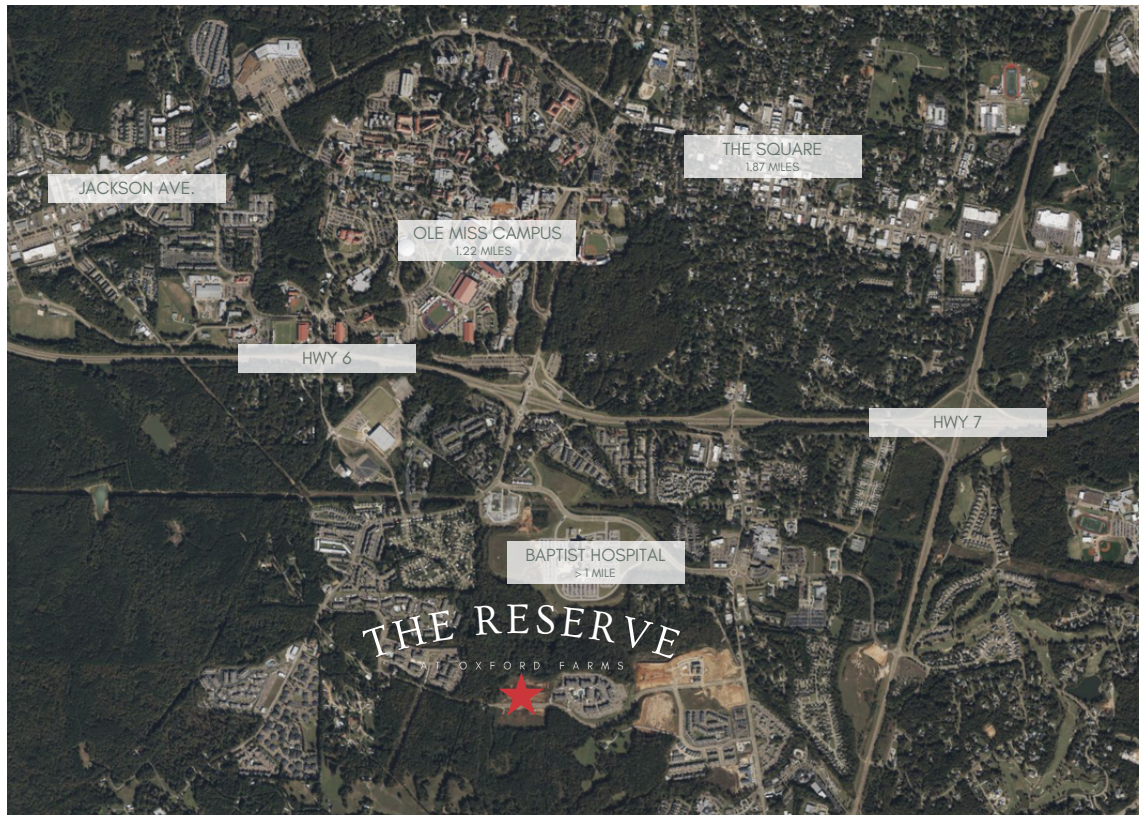 THE SQUARE
1.87 MILES
JACKSON AVE.
OLE MISS CAMPUS
1.22 MILES
HWY 6
HWY 7
BAPTIST HOSPITAL
> 1 MILE
THE RESERVE
AT OXFORD FARMS